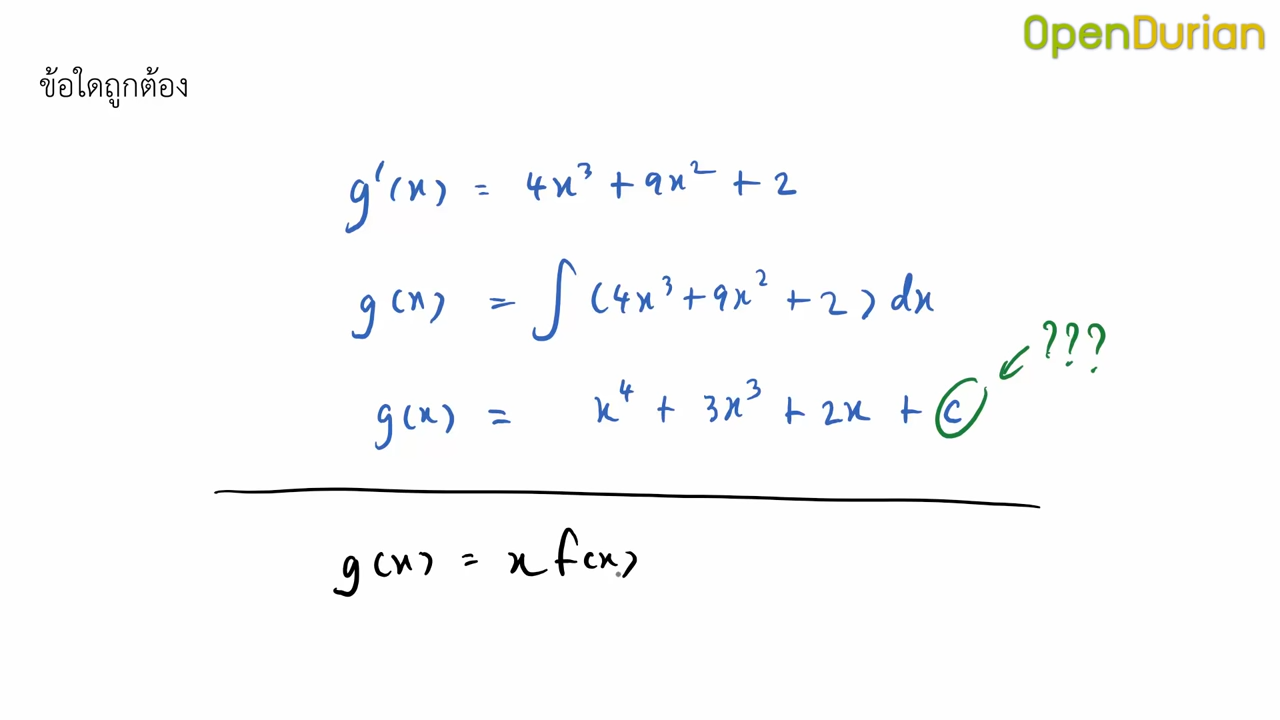 OpenDurian
ข้อใดถูกต้อง
g'(x) = 4x³ + 9x² + 2
g(x) = ∫ (4x³ + 9x² + 2) dx
???
g(x) = x⁴ + 3x³ + 2x + c
g(x) = x f(x)